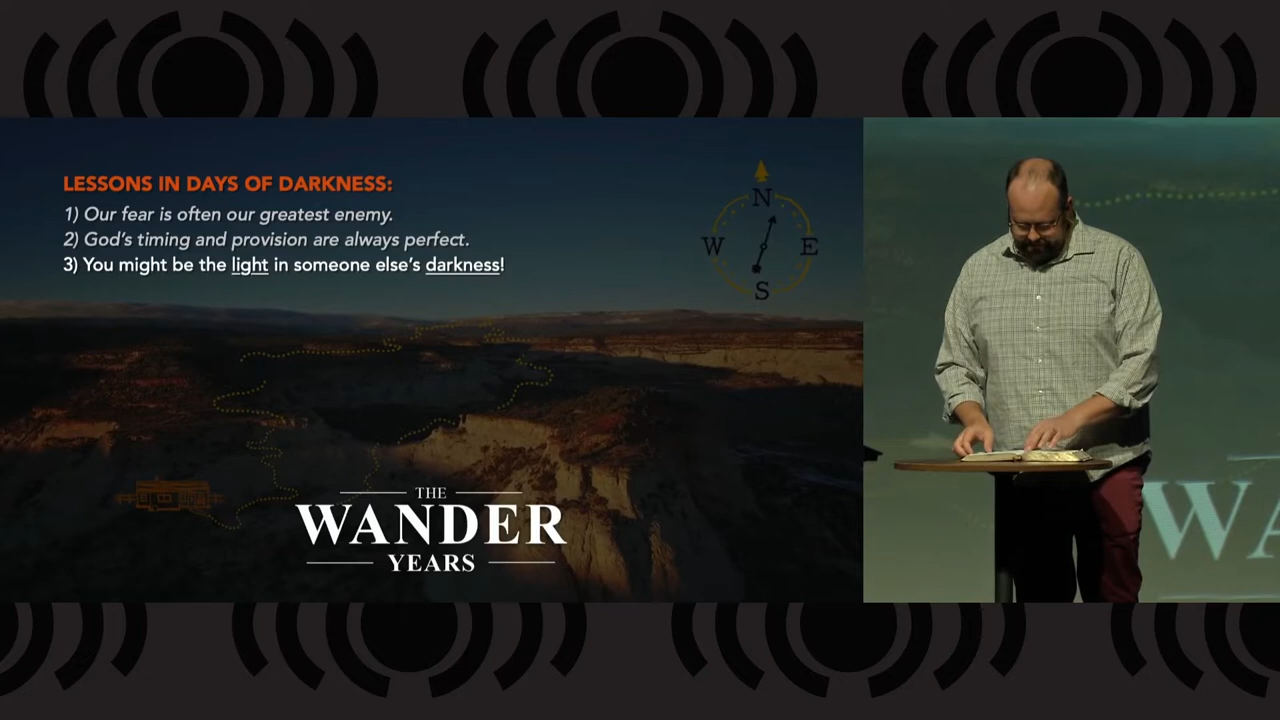 LESSONS IN DAYS OF DARKNESS:
1) Our fear is often our greatest enemy.
2) God's timing and provision are always perfect.
3) You might be the light in someone else's darkness!
N
W E
S
THE
WANDER
YEARS
WA